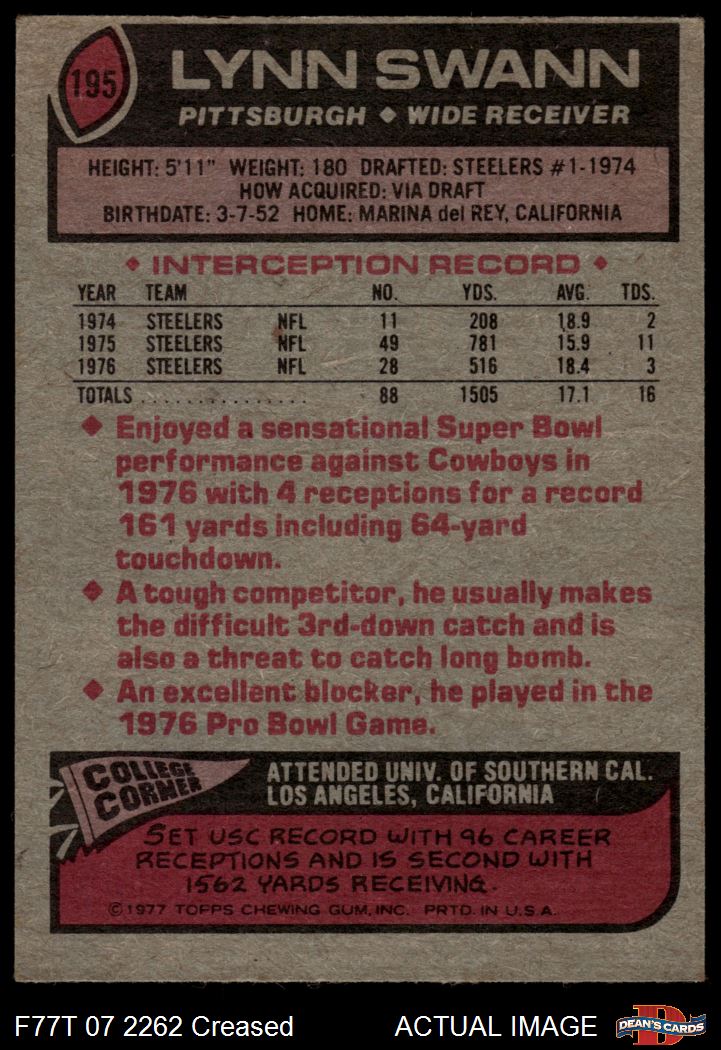 195
LYNN SWANN
PITTSBURGH ◆ WIDE RECEIVER
HEIGHT: 5'11" WEIGHT: 180 DRAFTED: STEELERS #1-1974
HOW ACQUIRED: VIA DRAFT
BIRTHDATE: 3-7-52 HOME: MARINA del REY, CALIFORNIA
◆ INTERCEPTION RECORD ◆
YEAR TEAM NO. YDS. AVG. TDS.
1974 STEELERS NFL 11 208 18.9 2
1975 STEELERS NFL 49 781 15.9 11
1976 STEELERS NFL 28 516 18.4 3
TOTALS ................ 88 1505 17.1 16
◆ Enjoyed a sensational Super Bowl
performance against Cowboys in
1976 with 4 receptions for a record
161 yards including 64-yard
touchdown.
◆ A tough competitor, he usually makes
the difficult 3rd-down catch and is
also a threat to catch long bomb.
◆ An excellent blocker, he played in the
1976 Pro Bowl Game.
COLLEGE
CORNER
ATTENDED UNIV. OF SOUTHERN CAL.
LOS ANGELES, CALIFORNIA
SET USC RECORD WITH 96 CAREER
RECEPTIONS AND IS SECOND WITH
1562 YARDS RECEIVING.
©1977 TOPPS CHEWING GUM, INC. PRTD. IN U.S.A.
F77T 07 2262 Creased ACTUAL IMAGE
D
DEAN'S CARDS